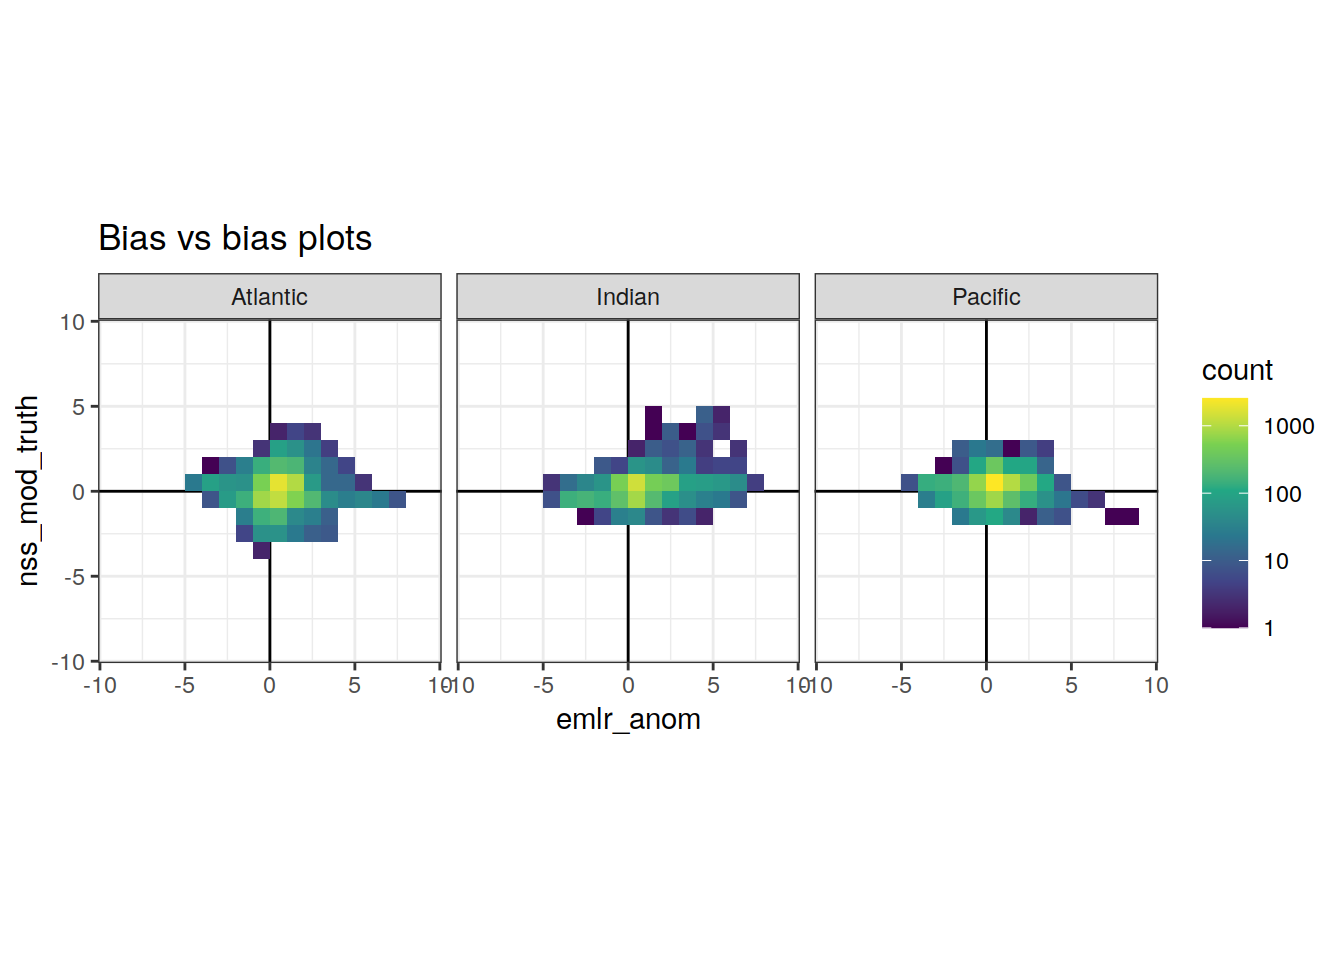 Bias vs bias plots
Atlantic Indian Pacific
nss_mod_truth
10
5
0
-5
-10
-10 -5 0 5 10 -10 -5 0 5 10 -10 -5 0 5 10
emlr_anom
count
1000
100
10
1